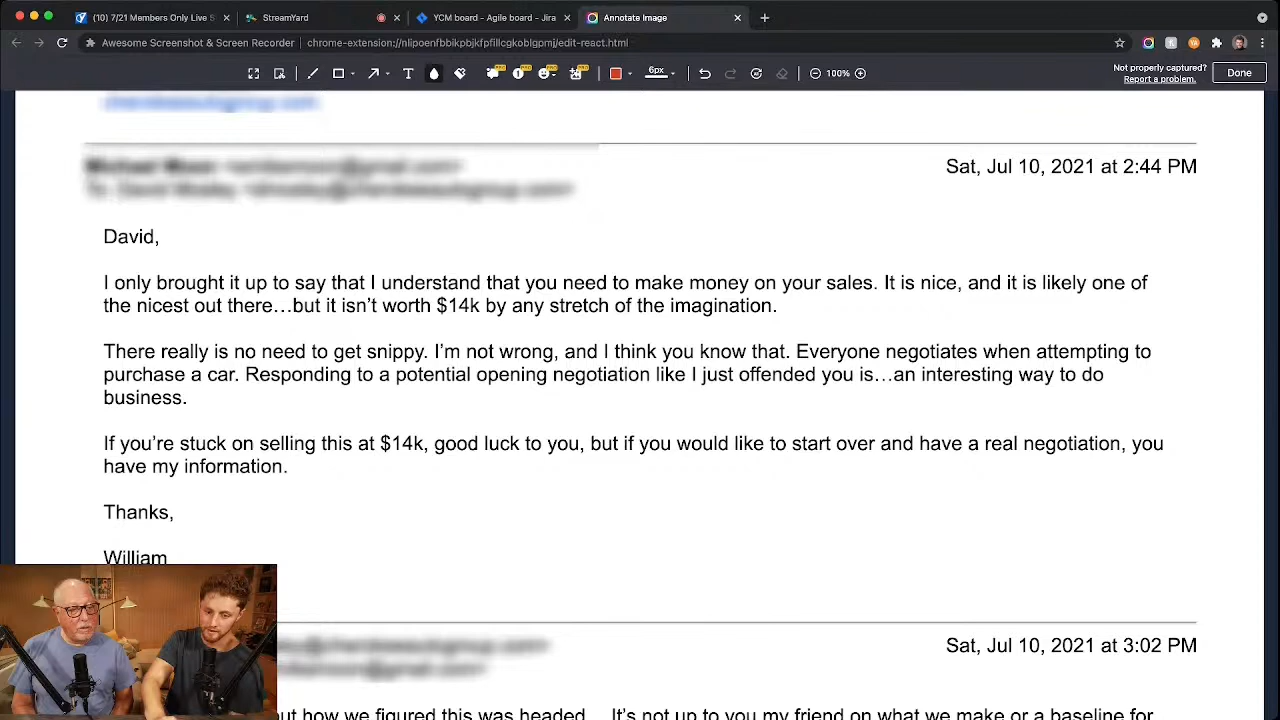 (10) 7/21 Members Only Live S
StreamYard
YCM board - Agile board - Jira
Annotate Image
Awesome Screenshot & Screen Recorder
chrome-extension://nlipoenfbbikpbjkfpfillcgkoblgpmj/edit-react.html
T
PRO
PRO
PRO
PRO
6px
100%
Not properly captured?
Report a problem.
Done
Sat, Jul 10, 2021 at 2:44 PM
David,
I only brought it up to say that I understand that you need to make money on your sales. It is nice, and it is likely one of
the nicest out there…but it isn't worth $14k by any stretch of the imagination.
There really is no need to get snippy. I'm not wrong, and I think you know that. Everyone negotiates when attempting to
purchase a car. Responding to a potential opening negotiation like I just offended you is…an interesting way to do
business.
If you're stuck on selling this at $14k, good luck to you, but if you would like to start over and have a real negotiation, you
have my information.
Thanks,
William
Sat, Jul 10, 2021 at 3:02 PM
how we figured this was headed. It's not up to you my friend on what we make or a baseline for